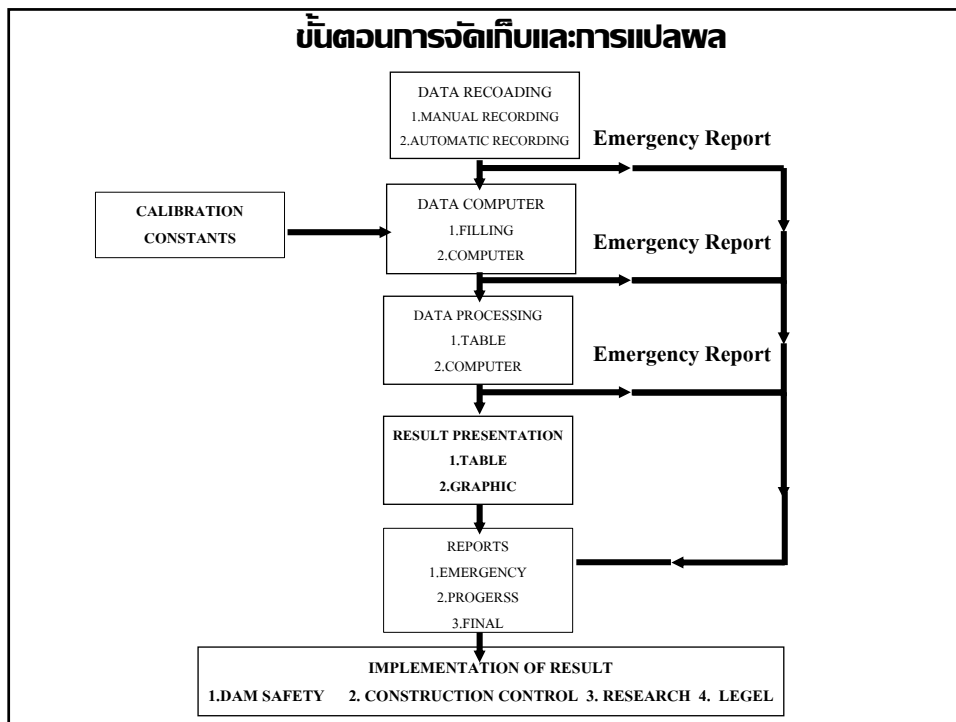 ขั้นตอนการจัดเก็บและการแปลผล
DATA RECOADING
1.MANUAL RECORDING
2.AUTOMATIC RECORDING
Emergency Report
CALIBRATION
CONSTANTS
DATA COMPUTER
1.FILLING
2.COMPUTER
Emergency Report
DATA PROCESSING
1.TABLE
2.COMPUTER
Emergency Report
RESULT PRESENTATION
1.TABLE
2.GRAPHIC
REPORTS
1.EMERGENCY
2.PROGERSS
3.FINAL
IMPLEMENTATION OF RESULT
1.DAM SAFETY 2. CONSTRUCTION CONTROL 3. RESEARCH 4. LEGEL